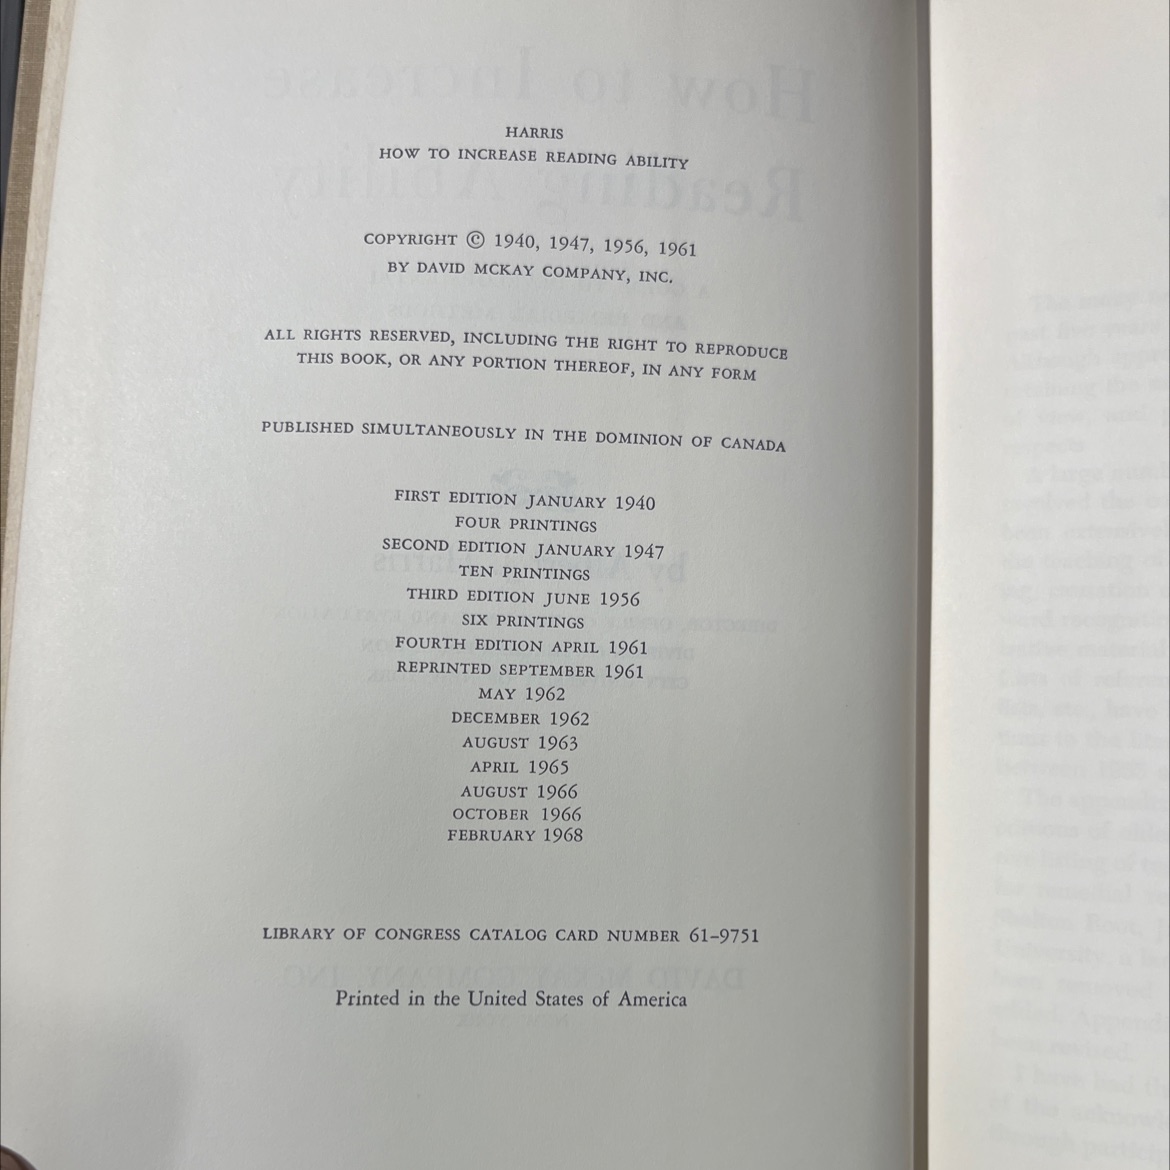 HARRIS
HOW TO INCREASE READING ABILITY
COPYRIGHT © 1940, 1947, 1956, 1961
BY DAVID MCKAY COMPANY, INC.
ALL RIGHTS RESERVED, INCLUDING THE RIGHT TO REPRODUCE
THIS BOOK, OR ANY PORTION THEREOF, IN ANY FORM
PUBLISHED SIMULTANEOUSLY IN THE DOMINION OF CANADA
FIRST EDITION JANUARY 1940
FOUR PRINTINGS
SECOND EDITION JANUARY 1947
TEN PRINTINGS
THIRD EDITION JUNE 1956
SIX PRINTINGS
FOURTH EDITION APRIL 1961
REPRINTED SEPTEMBER 1961
MAY 1962
DECEMBER 1962
AUGUST 1963
APRIL 1965
AUGUST 1966
OCTOBER 1966
FEBRUARY 1968
LIBRARY OF CONGRESS CATALOG CARD NUMBER 61-9751
Printed in the United States of America